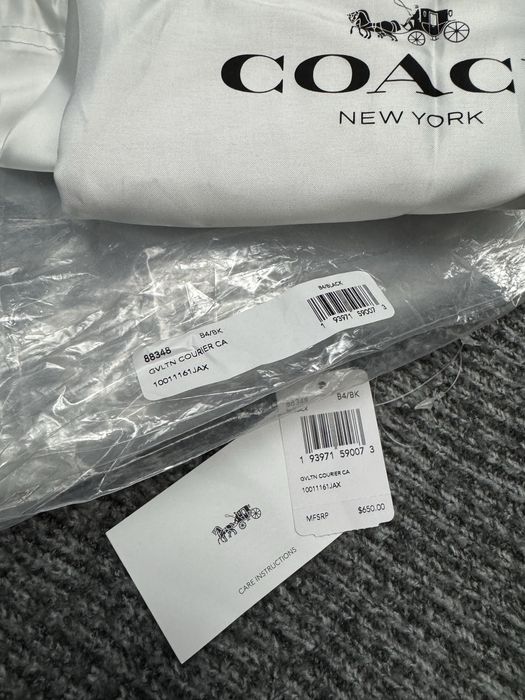 COAC
NEW YORK
B4/BLACK
1 93971 59007 3
88348 B4/BK
GVLTN COURIER CA
10011161JAX
88348 B4/BK
1 93971 59007 3
GVLTN COURIER CA
10011161JAX
MFSRP $650.00
CARE INSTRUCTIONS